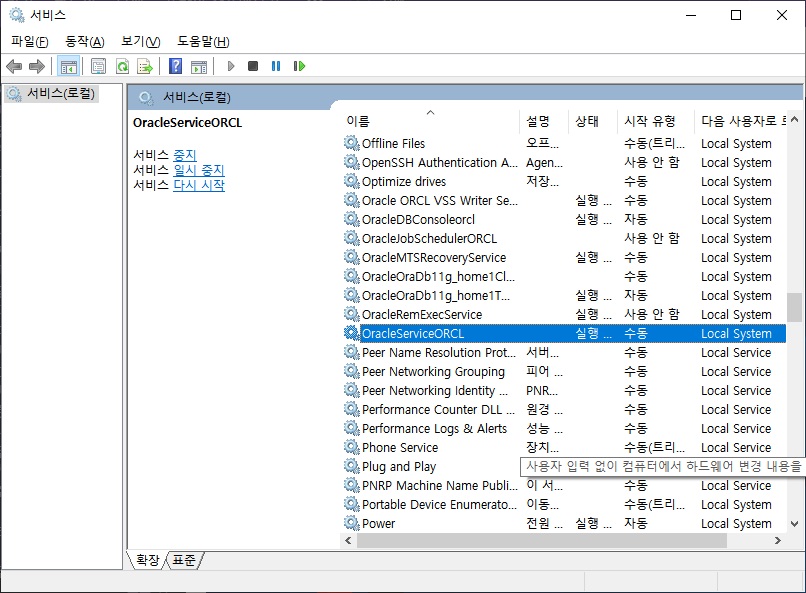 서비스
파일(F) 동작(A) 보기(V) 도움말(H)
서비스(로컬)
서비스(로컬)
OracleServiceORCL
서비스 중지
서비스 일시 중지
서비스 다시 시작
이름 설명 상태 시작 유형 다음 사용자로
Offline Files 오프... 수동(트리... Local System
OpenSSH Authentication A... Agen... 사용 안 함 Local System
Optimize drives 저장... 수동 Local System
Oracle ORCL VSS Writer Se... 실행 ... 수동 Local System
OracleDBConsoleorcl 실행 ... 자동 Local System
OracleJobSchedulerORCL 사용 안 함 Local System
OracleMTSRecoveryService 실행 ... 수동 Local System
OracleOraDb11g_home1Cl... 수동 Local System
OracleOraDb11g_home1T... 실행 ... 자동 Local System
OracleRemExecService 실행 ... 사용 안 함 Local System
OracleServiceORCL 실행 ... 수동 Local System
Peer Name Resolution Prot... 서버... 수동 Local Service
Peer Networking Grouping 피어 ... 수동 Local Service
Peer Networking Identity ... PNR... 수동 Local Service
Performance Counter DLL ... 원경 ... 수동 Local Service
Performance Logs & Alerts 성능 ... 수동 Local Service
Phone Service 장치... 수동(트리... Local Service
Plug and Play 사용자 입력 없이 컴퓨터에서 하드웨어 변경 내용을
PNRP Machine Name Publi... 이 서... 수동 Local Service
Portable Device Enumerato... 이동... 수동(트리... Local System
Power 전원 ... 실행 ... 자동 Local System
확장 표준